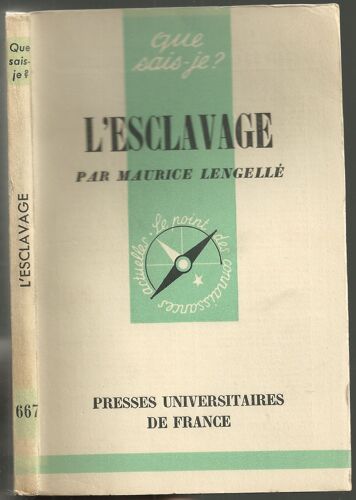 Que
sais-
je?
L'ESCLAVAGE
667
que
sais-je?
L'ESCLAVAGE
PAR MAURICE LENGELLÉ
Le point des connaissances actuelles
PRESSES UNIVERSITAIRES
DE FRANCE